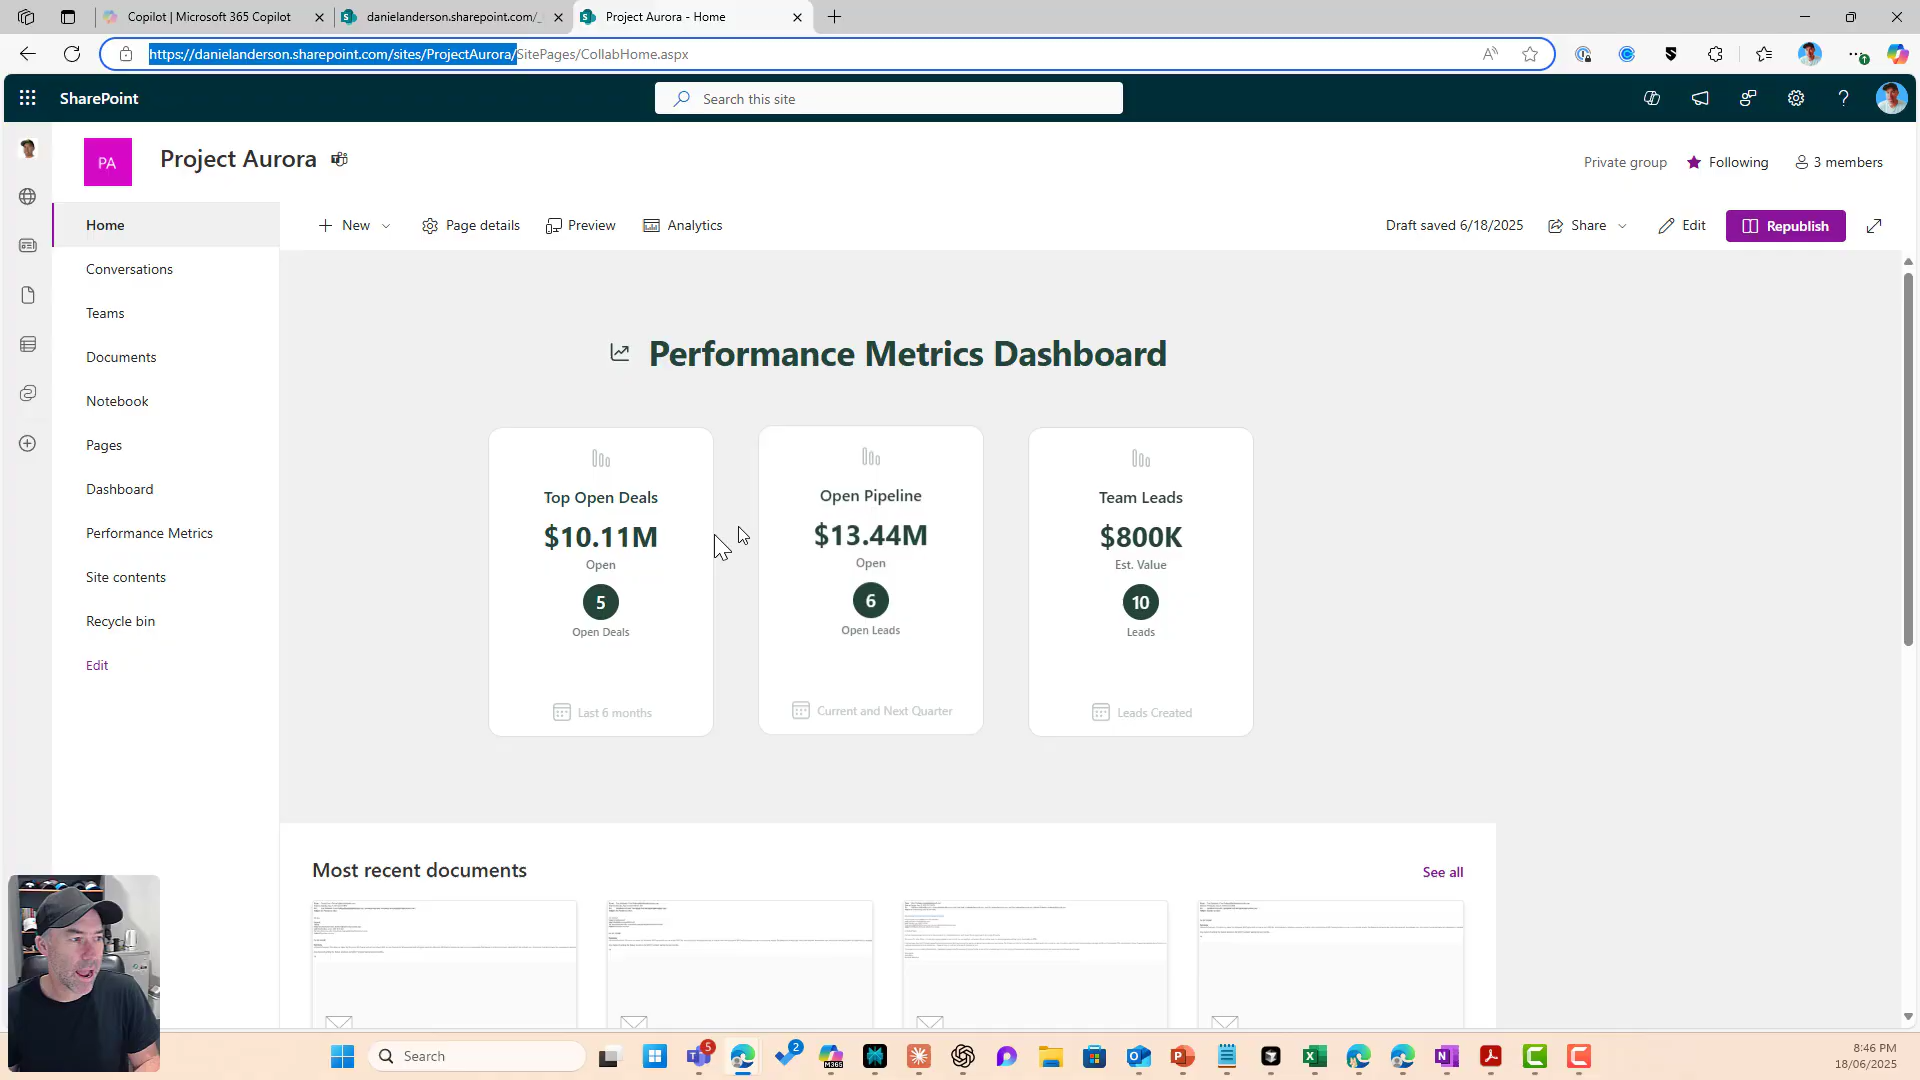 Copilot | Microsoft 365 Copilot
danielanderson.sharepoint.com/_
Project Aurora - Home
https://danielanderson.sharepoint.com/sites/ProjectAurora/SitePages/CollabHome.aspx
SharePoint
Search this site
PA
Project Aurora
Private group
Following
3 members
Home
Conversations
Teams
Documents
Notebook
Pages
Dashboard
Performance Metrics
Site contents
Recycle bin
Edit
New
Page details
Preview
Analytics
Draft saved 6/18/2025
Share
Edit
Republish
Performance Metrics Dashboard
Top Open Deals
$10.11M
Open
5
Open Deals
Last 6 months
Open Pipeline
$13.44M
Open
6
Open Leads
Current and Next Quarter
Team Leads
$800K
Est. Value
10
Leads
Leads Created
Most recent documents
See all
Search
5
2
M365
8:46 PM
18/06/2025